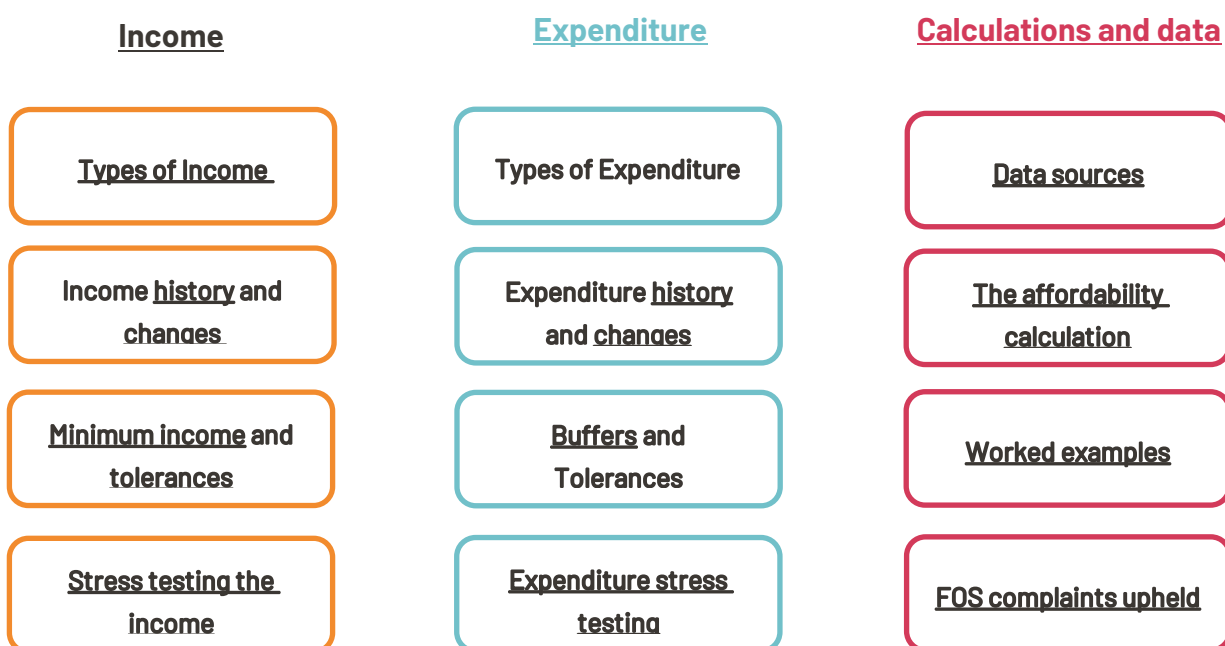 Income
Types of Income
Income history and
changes
Minimum income and
tolerances
Stress testing the
income
Expenditure
Types of Expenditure
Expenditure history
and changes
Buffers and
Tolerances
Expenditure stress
testing
Calculations and data
Data sources
The affordability
calculation
Worked examples
FOS complaints upheld